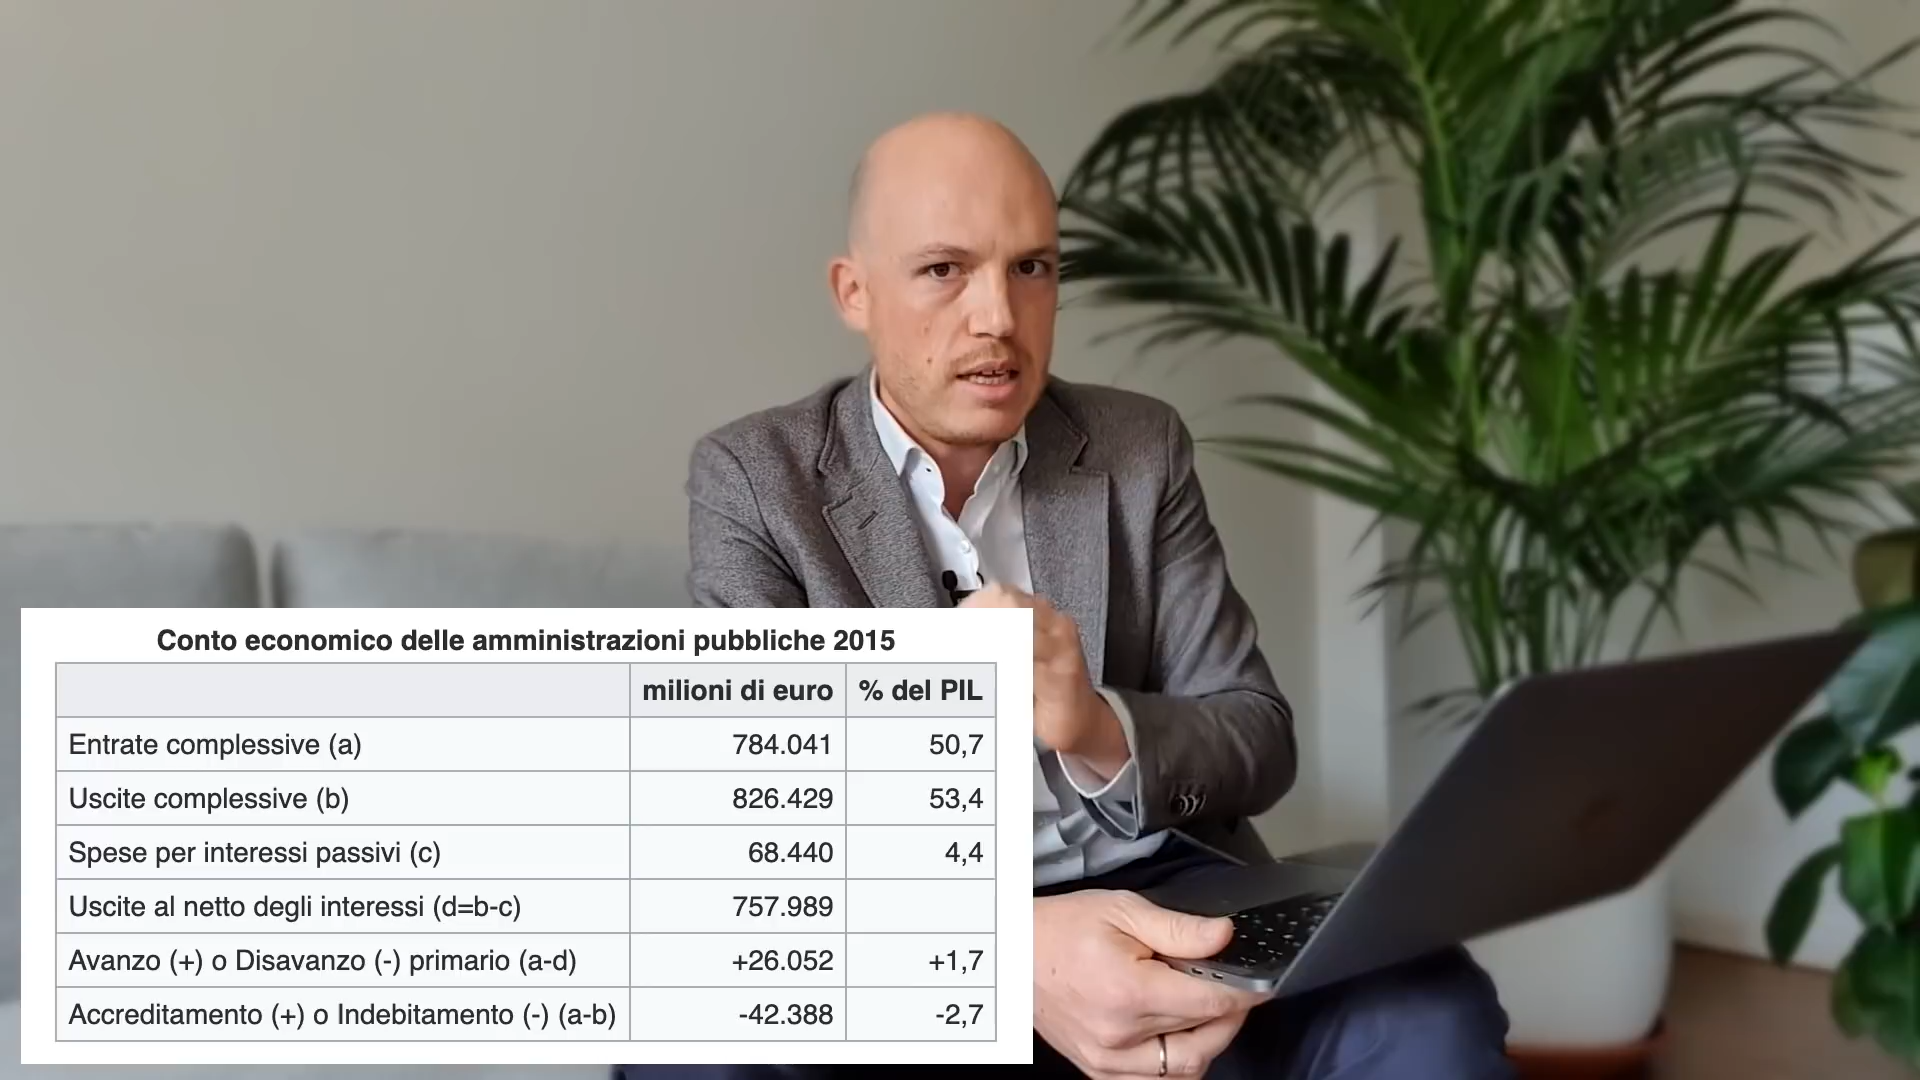 Conto economico delle amministrazioni pubbliche 2015
milioni di euro % del PIL
Entrate complessive (a) 784.041 50,7
Uscite complessive (b) 826.429 53,4
Spese per interessi passivi (c) 68.440 4,4
Uscite al netto degli interessi (d=b-c) 757.989
Avanzo (+) o Disavanzo (-) primario (a-d) +26.052 +1,7
Accreditamento (+) o Indebitamento (-) (a-b) -42.388 -2,7